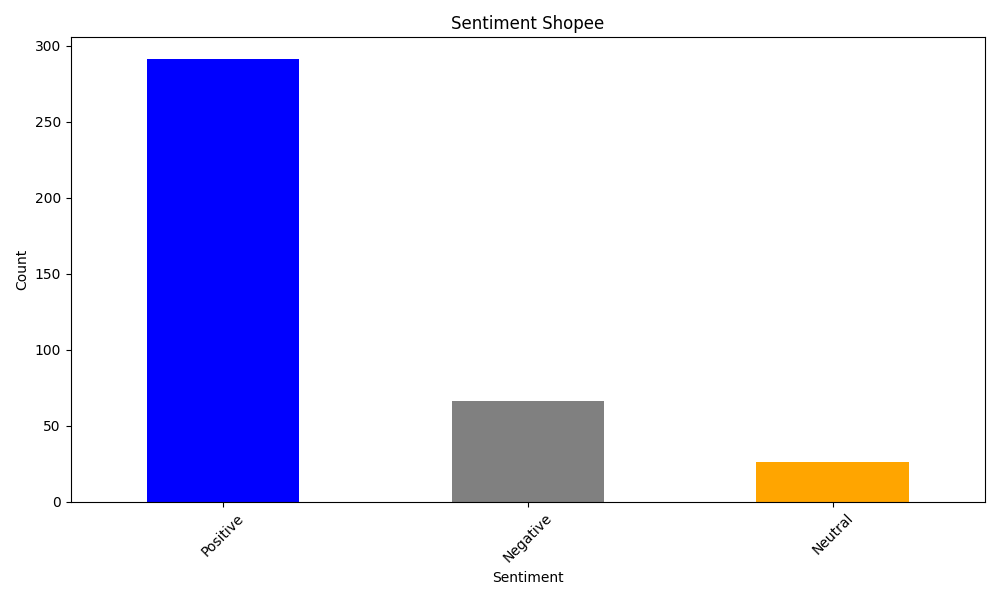 Sentiment Shopee
300
250
200
150
100
50
0
Count
Positive
Negative
Neutral
Sentiment